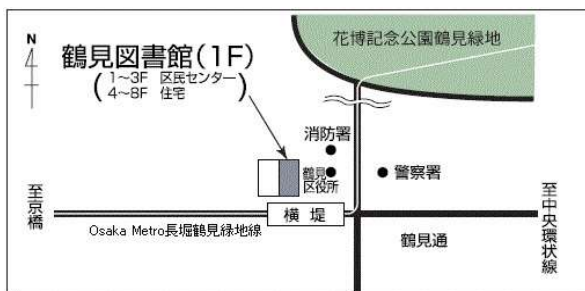 花博記念公園鶴見緑地
N
鶴見図書館(1F)
(1~3F 区民センター
4~8F 住宅)
消防署
鶴見
区役所
警察署
至京橋
横堤
至中央環状線
Osaka Metro長堀鶴見緑地線
鶴見通